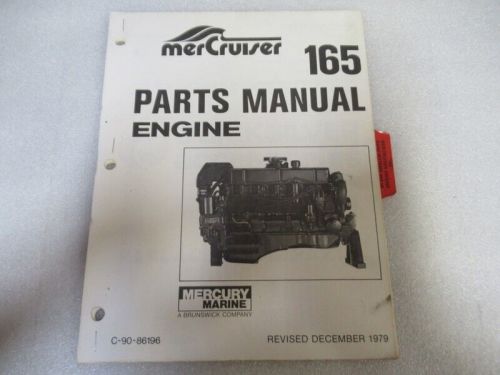 merCruiser
165
PARTS MANUAL
ENGINE
MERCURY
MARINE
A BRUNSWICK COMPANY
C-90-86196
REVISED DECEMBER 1979